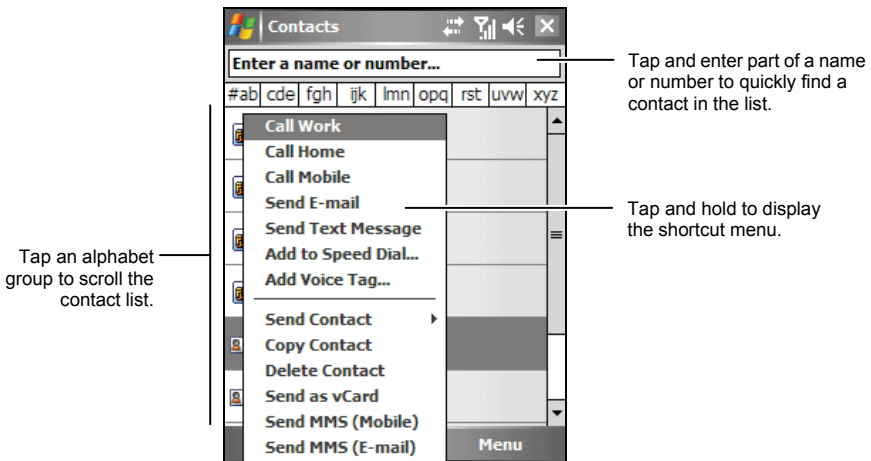 Contacts
Enter a name or number...
#ab cde fgh ijk lmn opq rst uvw xyz
Call Work
Call Home
Call Mobile
Send E-mail
Send Text Message
Add to Speed Dial...
Add Voice Tag...
Send Contact
Copy Contact
Delete Contact
Send as vCard
Send MMS (Mobile)
Send MMS (E-mail)
Menu
Tap and enter part of a name
or number to quickly find a
contact in the list.
Tap and hold to display
the shortcut menu.
Tap an alphabet
group to scroll the
contact list.